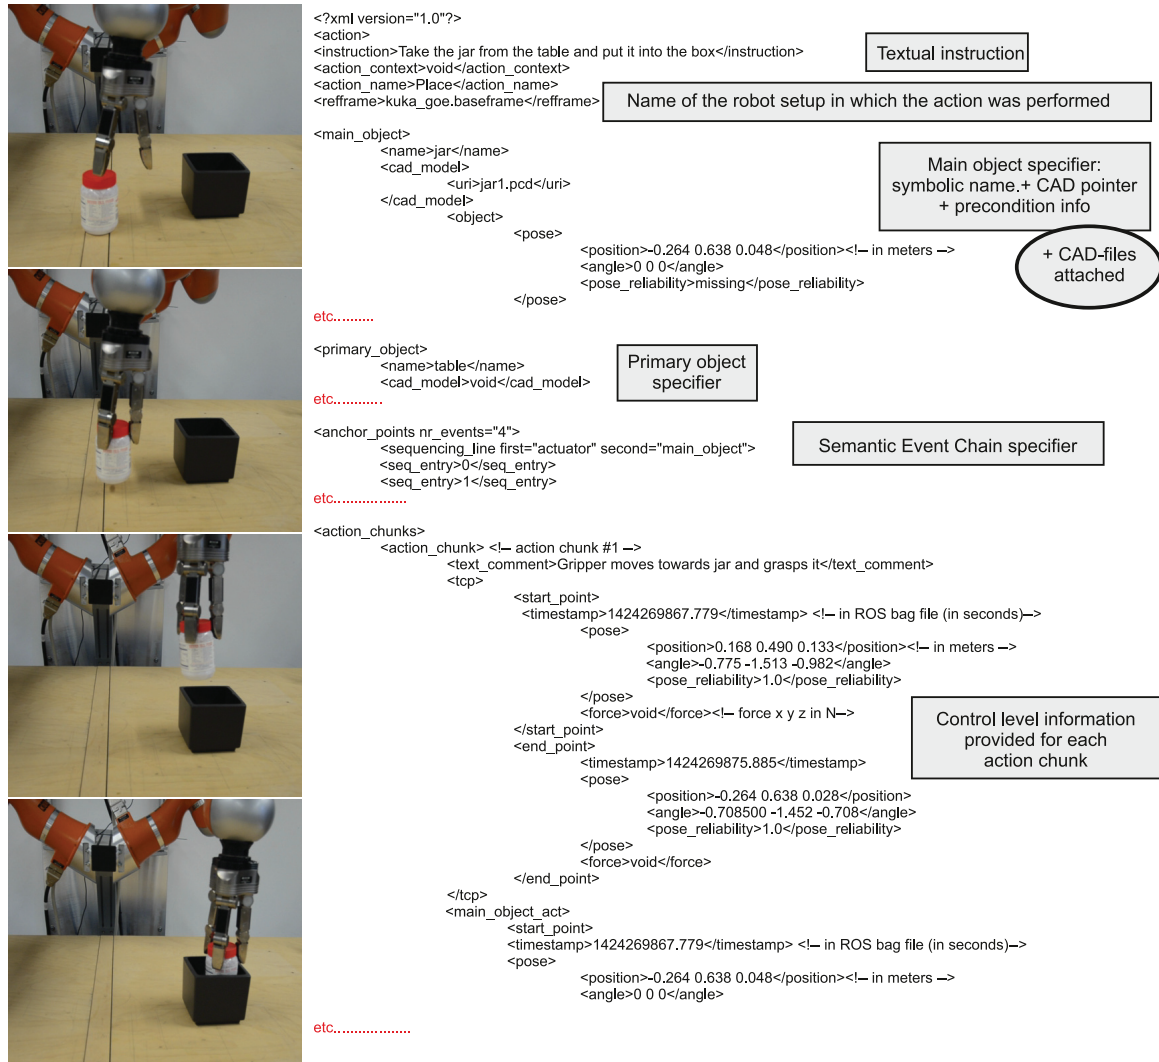 <?xml version="1.0"?>
<action>
<instruction>Take the jar from the table and put it into the box</instruction>
Textual instruction
<action_context>void</action_context>
<action_name>Place</action_name>
<refframe>kuka_goe.baseframe</refframe>
Name of the robot setup in which the action was performed
<main_object>
<name>jar</name>
<cad_model>
<uri>jar1.pcd</uri>
</cad_model>
Main object specifier:
symbolic name.+ CAD pointer
+ precondition info
<object>
<pose>
<position>-0.264 0.638 0.048</position><!– in meters –>
<angle>0 0 0</angle>
<pose_reliability>missing</pose_reliability>
</pose>
+ CAD-files
attached
etc..........
<primary_object>
<name>table</name>
<cad_model>void</cad_model>
Primary object
specifier
etc............
<anchor_points nr_events="4">
<sequencing_line first="actuator" second="main_object">
<seq_entry>0</seq_entry>
<seq_entry>1</seq_entry>
Semantic Event Chain specifier
etc..................
<action_chunks>
<action_chunk> <!– action chunk #1 –>
<text_comment>Gripper moves towards jar and grasps it</text_comment>
<tcp>
<start_point>
<timestamp>1424269867.779</timestamp> <!– in ROS bag file (in seconds)–>
<pose>
<position>0.168 0.490 0.133</position><!– in meters –>
<angle>-0.775 -1.513 -0.982</angle>
<pose_reliability>1.0</pose_reliability>
</pose>
<force>void</force><!– force x y z in N–>
</start_point>
<end_point>
<timestamp>1424269875.885</timestamp>
<pose>
Control level information
provided for each
action chunk
<position>-0.264 0.638 0.028</position>
<angle>-0.708500 -1.452 -0.708</angle>
<pose_reliability>1.0</pose_reliability>
</pose>
<force>void</force>
</end_point>
</tcp>
<main_object_act>
<start_point>
<timestamp>1424269867.779</timestamp> <!– in ROS bag file (in seconds)–>
<pose>
<position>-0.264 0.638 0.048</position><!– in meters –>
<angle>0 0 0</angle>
etc...................